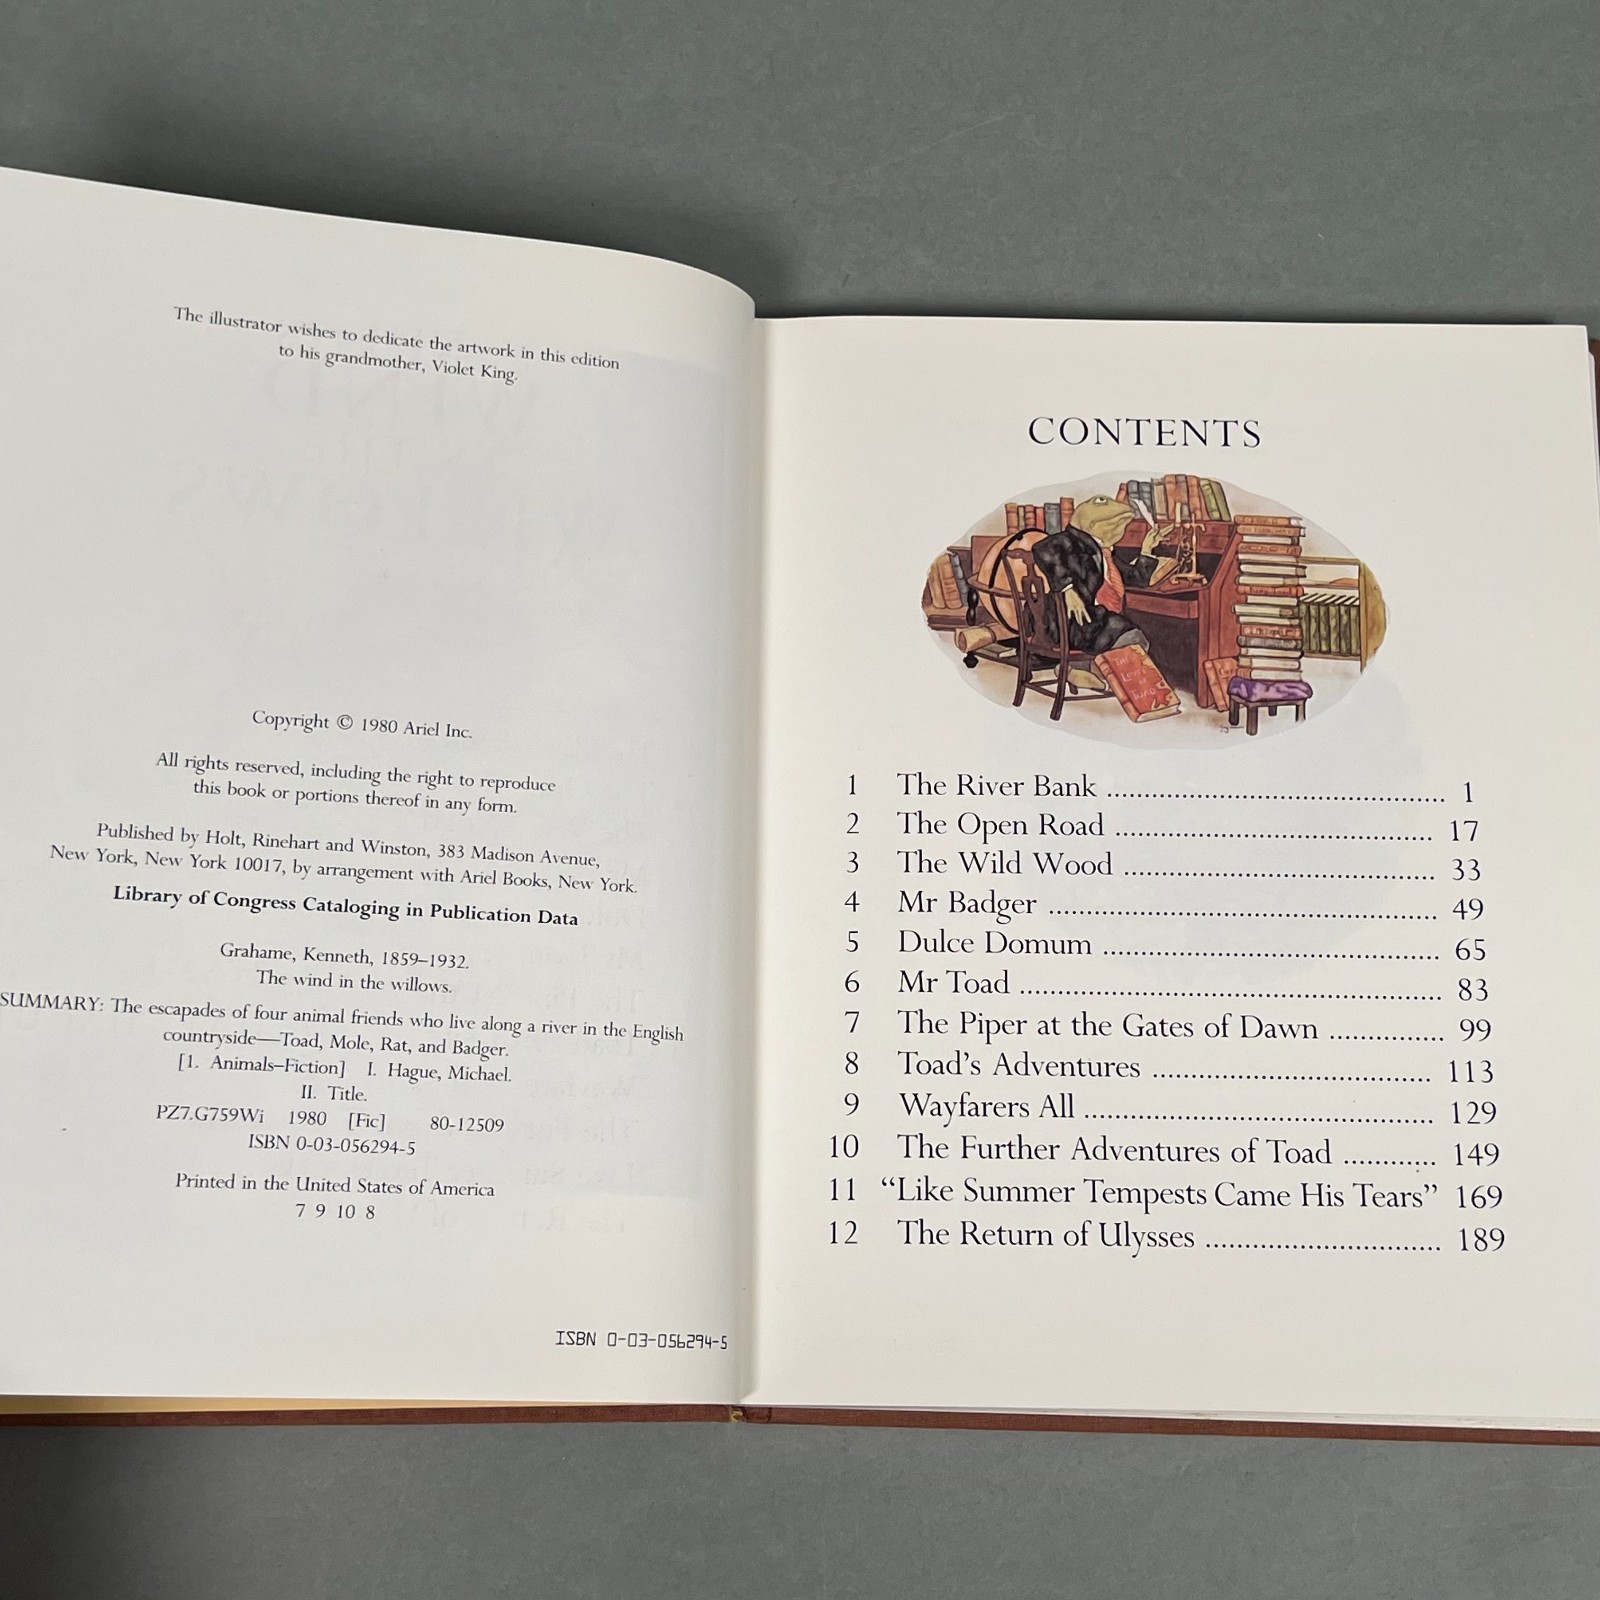 The illustrator wishes to dedicate the artwork in this edition
to his grandmother, Violet King.
Copyright © 1980 Ariel Inc.
All rights reserved, including the right to reproduce
this book or portions thereof in any form.
Published by Holt, Rinehart and Winston, 383 Madison Avenue,
New York, New York 10017, by arrangement with Ariel Books, New York.
Library of Congress Cataloging in Publication Data
Grahame, Kenneth, 1859–1932.
The wind in the willows.
SUMMARY: The escapades of four animal friends who live along a river in the English
countryside—Toad, Mole, Rat, and Badger.
[1. Animals–Fiction] I. Hague, Michael.
II. Title.
PZ7.G759Wi 1980 [Fic] 80-12509
ISBN 0-03-056294-5
Printed in the United States of America
7 9 10 8
ISBN 0-03-056294-5
CONTENTS
The
of
Toad
1 The River Bank ........................................... 1
2 The Open Road ........................................ 17
3 The Wild Wood ....................................... 33
4 Mr Badger ................................................. 49
5 Dulce Domum .......................................... 65
6 Mr Toad ..................................................... 83
7 The Piper at the Gates of Dawn .............. 99
8 Toad's Adventures ................................... 113
9 Wayfarers All ............................................ 129
10 The Further Adventures of Toad ............ 149
11 “Like Summer Tempests Came His Tears” 169
12 The Return of Ulysses .............................. 189